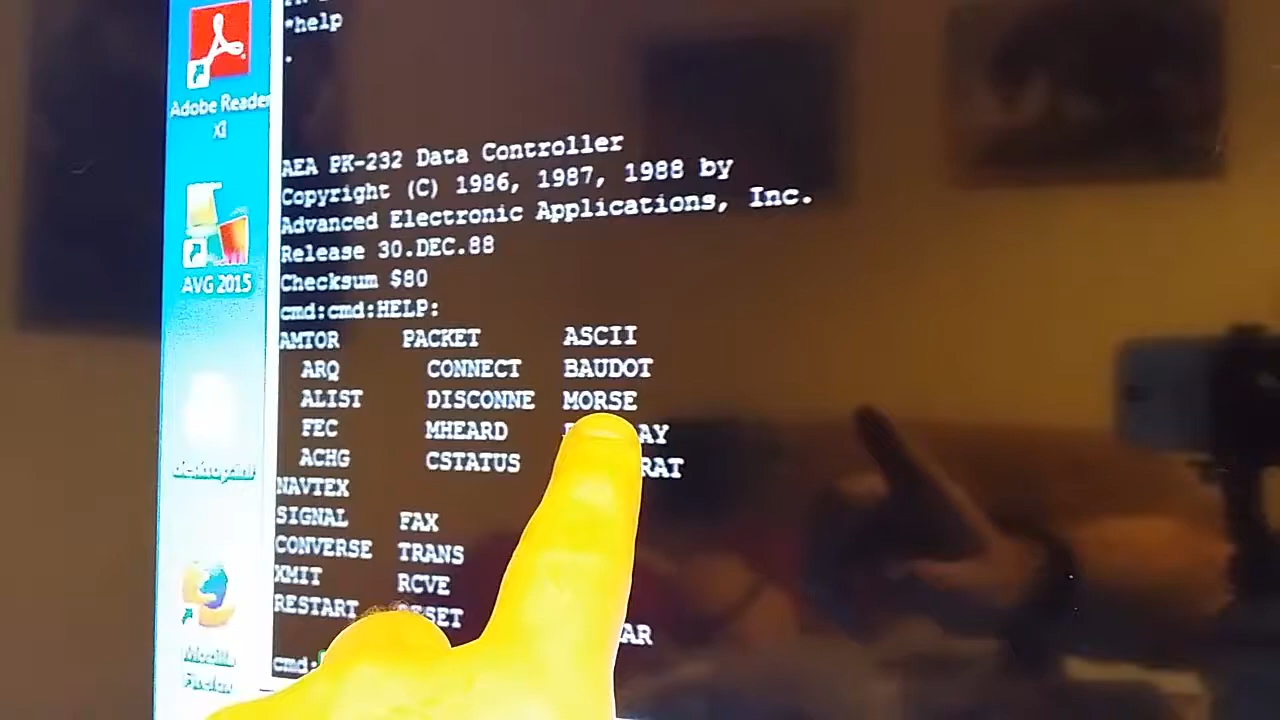 *help
.
AEA PK-232 Data Controller
Copyright (C) 1986, 1987, 1988 by
Advanced Electronic Applications, Inc.
Release 30.DEC.88
Checksum $80
cmd:cmd:HELP:
AMTOR PACKET ASCII
ARQ CONNECT BAUDOT
ALIST DISCONNE MORSE
FEC MHEARD
ACHG CSTATUS
NAVTEX
SIGNAL FAX
CONVERSE TRANS
XMIT RCVE
RESTART
cmd:
Adobe Reader
XI
AVG 2015
Mozilla
Firefox